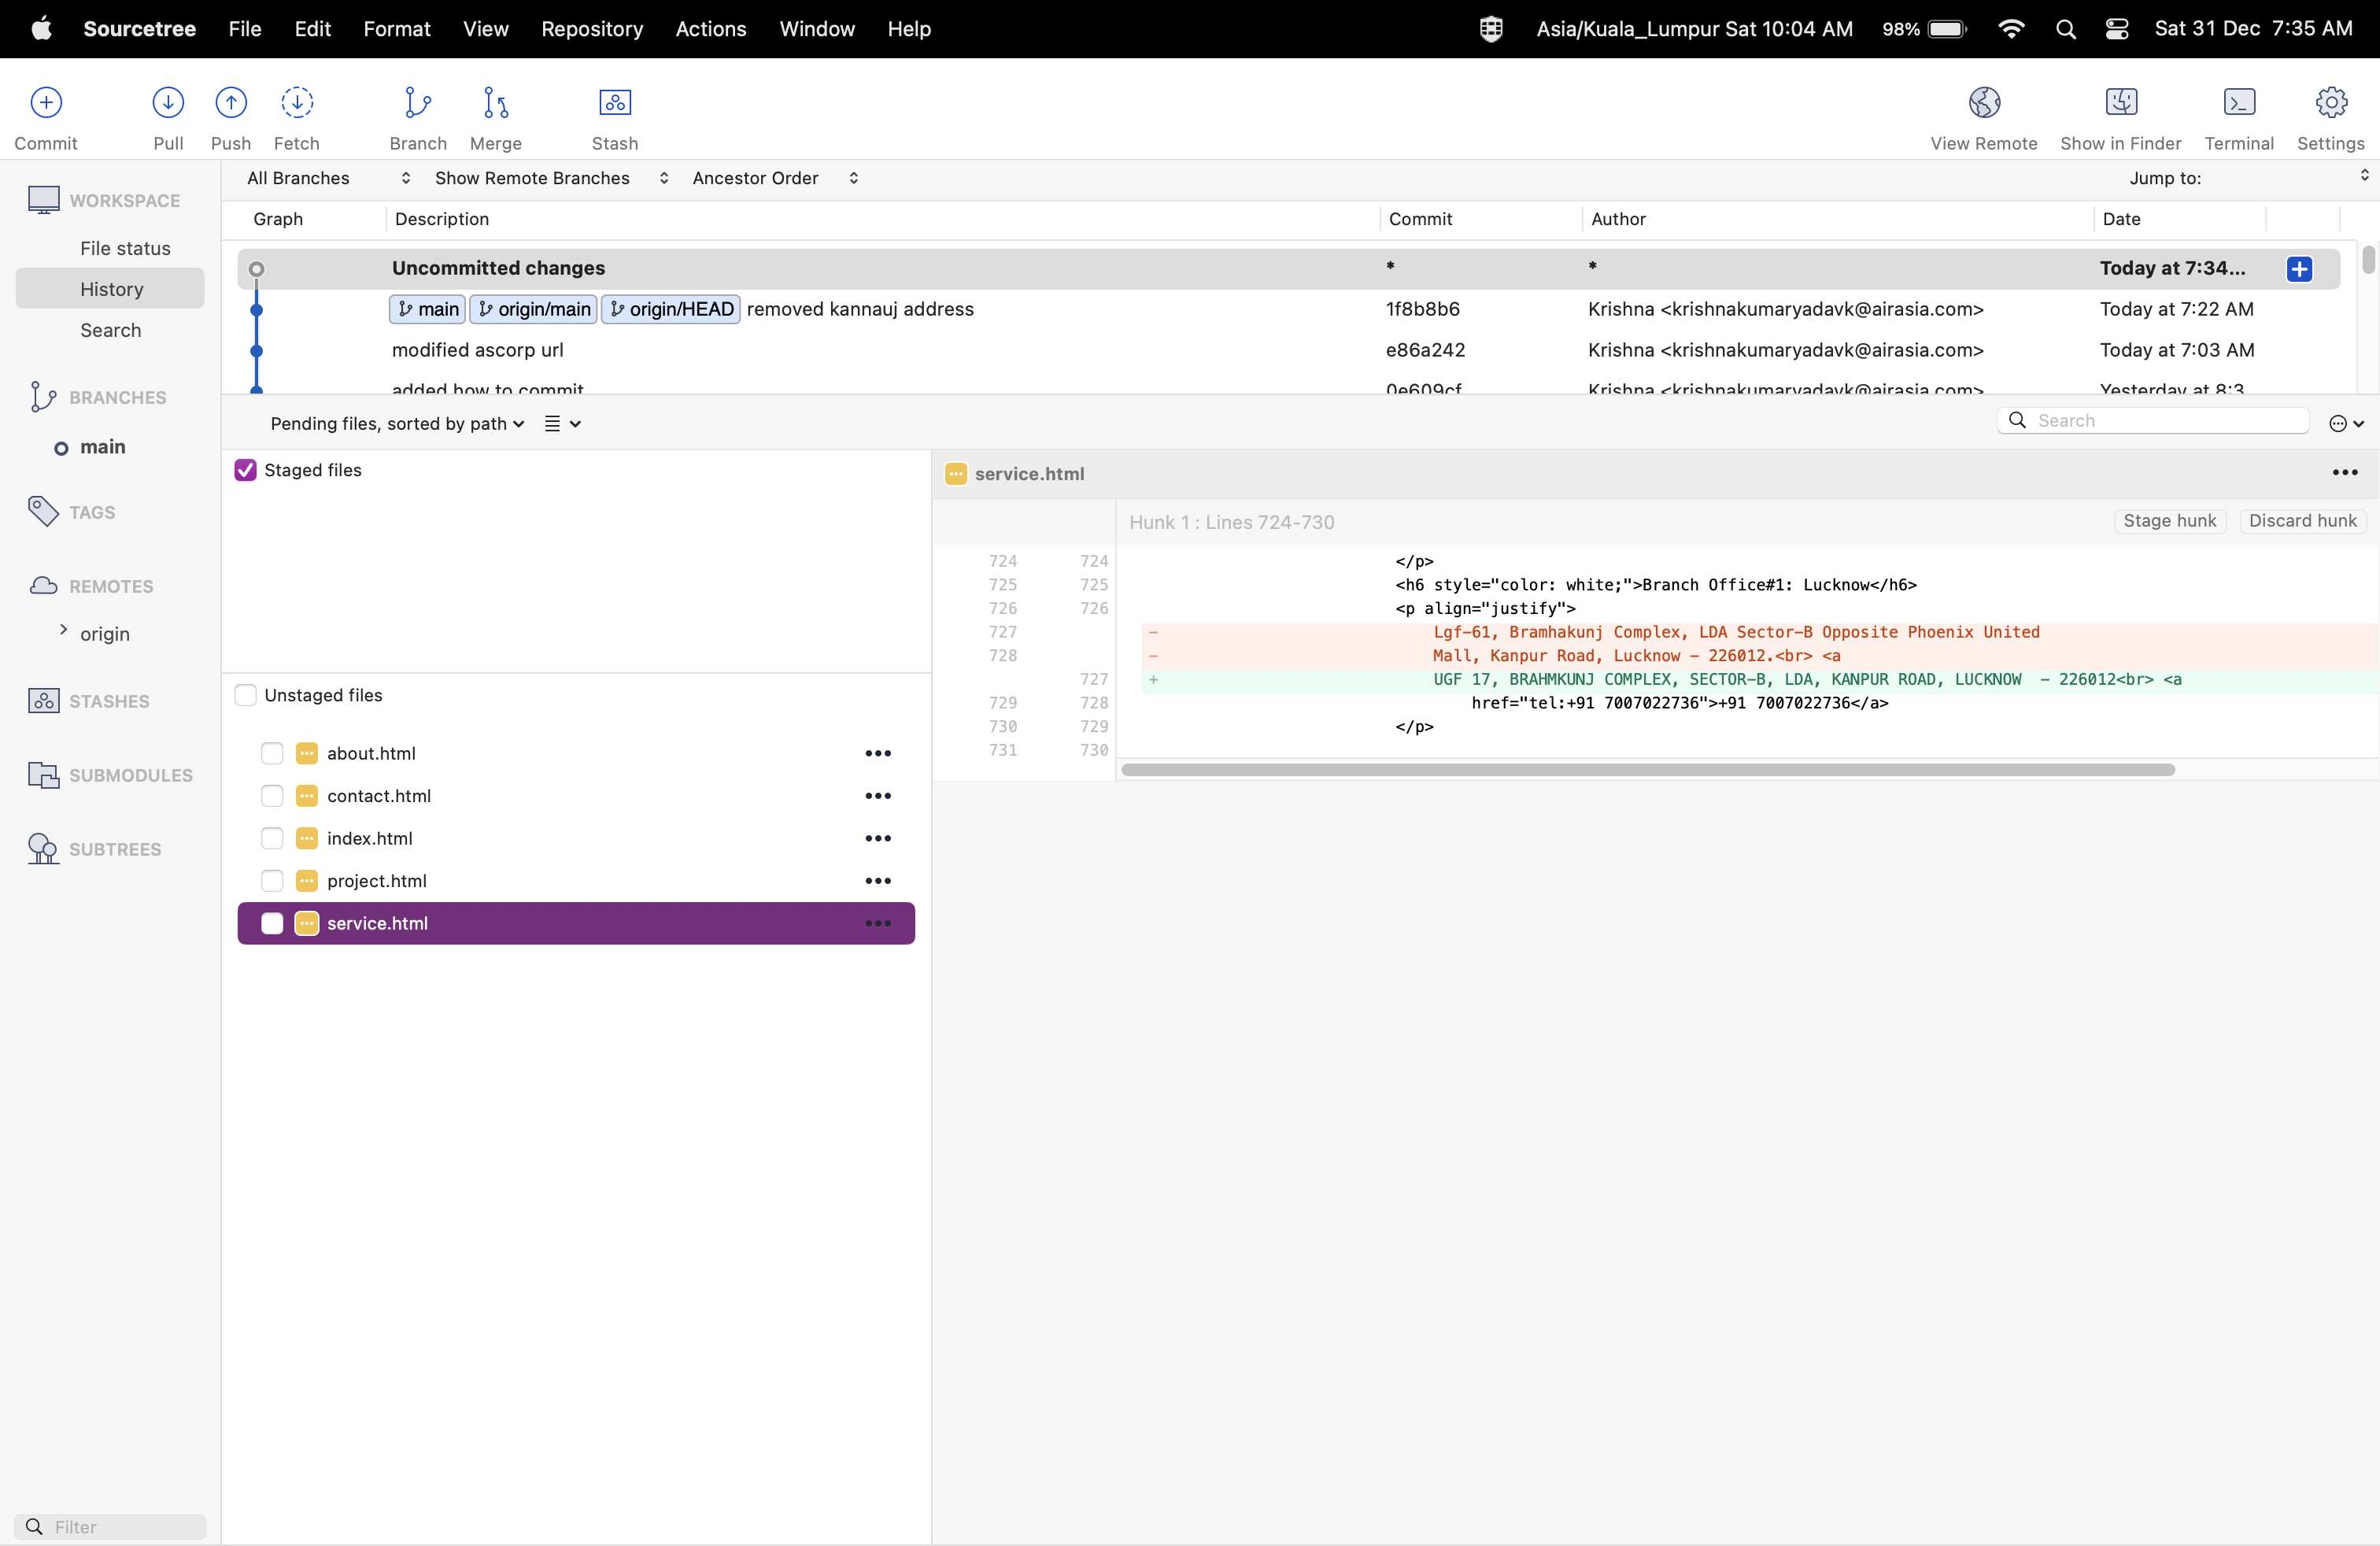 Sourcetree File Edit Format View Repository Actions Window Help Asia/Kuala_Lumpur Sat 10:04 AM 98% Sat 31 Dec 7:35 AM
Commit Pull Push Fetch Branch Merge Stash View Remote Show in Finder Terminal Settings
WORKSPACE
File status
History
Search
BRANCHES
main
TAGS
REMOTES
origin
STASHES
SUBMODULES
SUBTREES
Filter
All Branches Show Remote Branches Ancestor Order Jump to:
Graph Description Commit Author Date
Uncommitted changes * * Today at 7:34...
main origin/main origin/HEAD removed kannauj address 1f8b8b6 Krishna <krishnakumaryadavk@airasia.com> Today at 7:22 AM
modified ascorp url e86a242 Krishna <krishnakumaryadavk@airasia.com> Today at 7:03 AM
added how to commit 0e609cf Krishna <krishnakumaryadavk@airasia.com> Yesterday at 8:3
Pending files, sorted by path Search
Staged files
Unstaged files
about.html
contact.html
index.html
project.html
service.html
service.html
Hunk 1 : Lines 724-730 Stage hunk Discard hunk
724 724 </p>
725 725 <h6 style="color: white;">Branch Office#1: Lucknow</h6>
726 726 <p align="justify">
727 - Lgf-61, Bramhakunj Complex, LDA Sector-B Opposite Phoenix United
728 - Mall, Kanpur Road, Lucknow - 226012.<br> <a
727 + UGF 17, BRAHMKUNJ COMPLEX, SECTOR-B, LDA, KANPUR ROAD, LUCKNOW  - 226012<br> <a
729 728 href="tel:+91 7007022736">+91 7007022736</a>
730 729 </p>
731 730